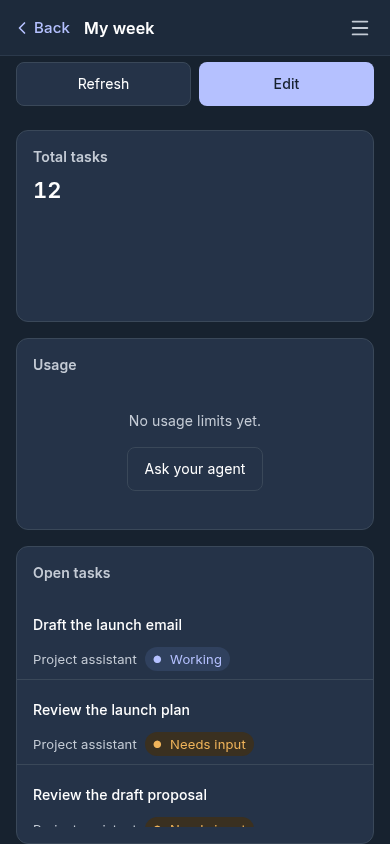 Back My week
Refresh Edit
Total tasks
12
Usage
No usage limits yet.
Ask your agent
Open tasks
Draft the launch email
Project assistant Working
Review the launch plan
Project assistant Needs input
Review the draft proposal